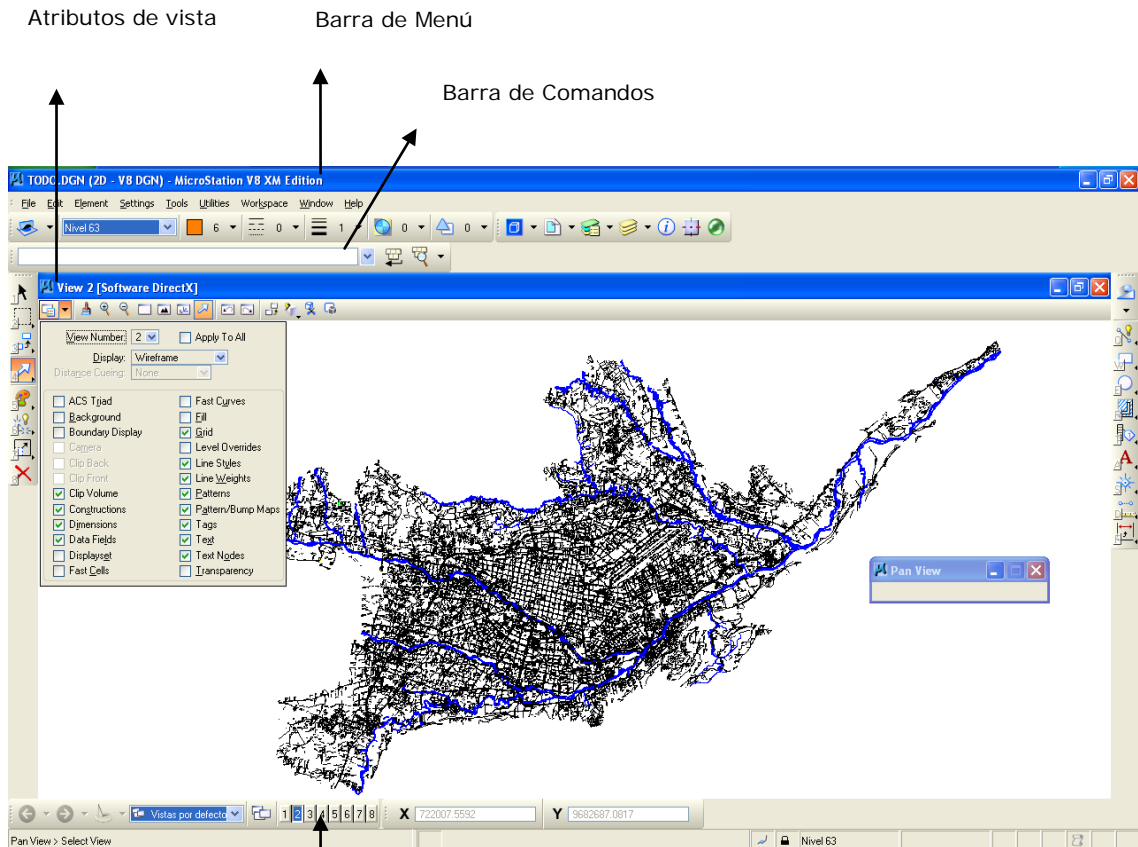 Atributos de vista
Barra de Menú
Barra de Comandos
TODO.DGN (2D - V8 DGN) - MicroStation V8 XM Edition
File Edit Element Settings Tools Utilities Workspace Window Help
Nivel 63 6 0 1 0 0
View 2 [Software DirectX]
View Number: 2 Apply To All
Display: Wireframe
Distance Cueing: None
ACS Triad Fast Curves
Background Fill
Boundary Display Grid
Camera Level Overrides
Clip Back Line Styles
Clip Front Line Weights
Clip Volume Patterns
Constructions Pattern/Bump Maps
Dimensions Tags
Data Fields Text
Displayset Text Nodes
Fast Cells Transparency
Pan View
Vistas por defecto 1 2 3 4 5 6 7 8 X 722007.5592 Y 9682687.0817
Pan View > Select View Nivel 63